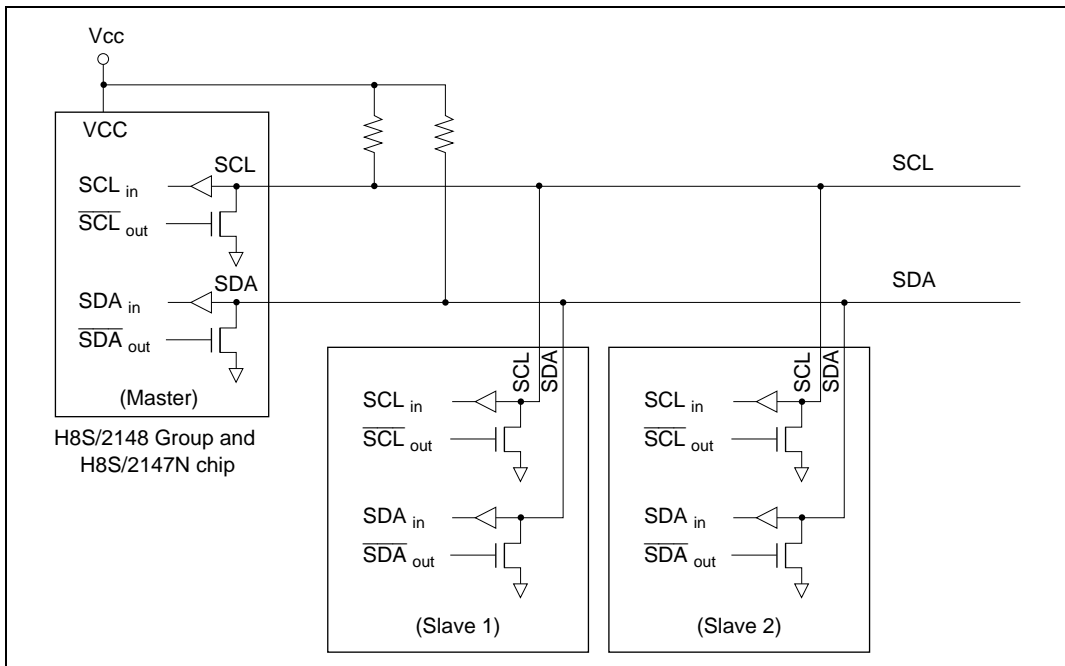 Vcc
VCC
SCL
SCL in
SCL out
SDA
SDA in
SDA out
(Master)
H8S/2148 Group and
H8S/2147N chip
SCL
SDA
SCL
SDA
SCL in
SCL out
SDA in
SDA out
(Slave 1)
SCL
SDA
SCL in
SCL out
SDA in
SDA out
(Slave 2)